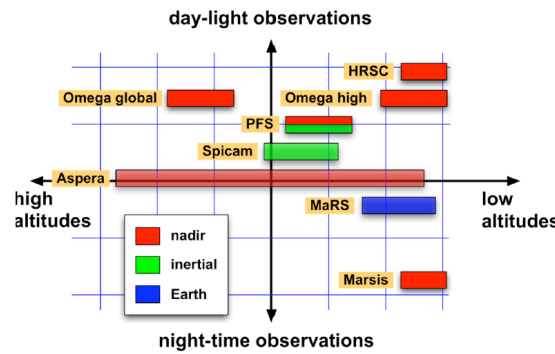 day-light observations
HRSC
Omega global
Omega high
PFS
Spicam
Aspera
high
altitudes
low
altitudes
MaRS
nadir
inertial
Earth
Marsis
night-time observations